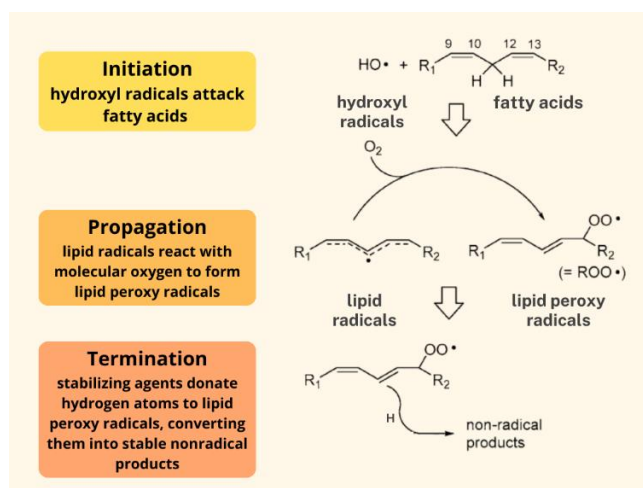 Initiation
hydroxyl radicals attack
fatty acids
HO• +
R1
9
10
12
13
H
H
R2
hydroxyl
radicals
fatty acids
O2
Propagation
lipid radicals react with
molecular oxygen to form
lipid peroxy radicals
R1
•
R2
lipid
radicals
R1
OO•
R2
(= ROO•)
lipid peroxy
radicals
Termination
stabilizing agents donate
hydrogen atoms to lipid
peroxy radicals, converting
them into stable nonradical
products
R1
OO•
R2
H
non-radical
products